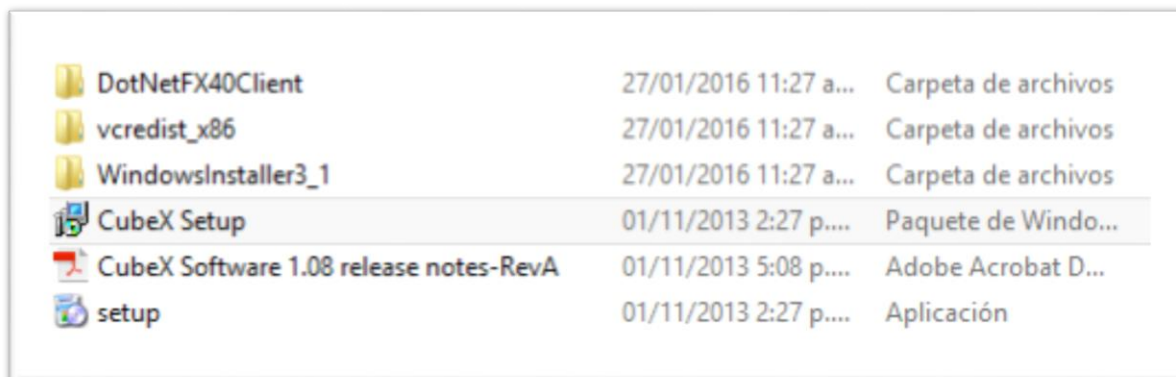 DotNetFX40Client 27/01/2016 11:27 a... Carpeta de archivos
vcredist_x86 27/01/2016 11:27 a... Carpeta de archivos
WindowsInstaller3_1 27/01/2016 11:27 a... Carpeta de archivos
CubeX Setup 01/11/2013 2:27 p.... Paquete de Windo...
CubeX Software 1.08 release notes-RevA 01/11/2013 5:08 p.... Adobe Acrobat D...
setup 01/11/2013 2:27 p.... Aplicación